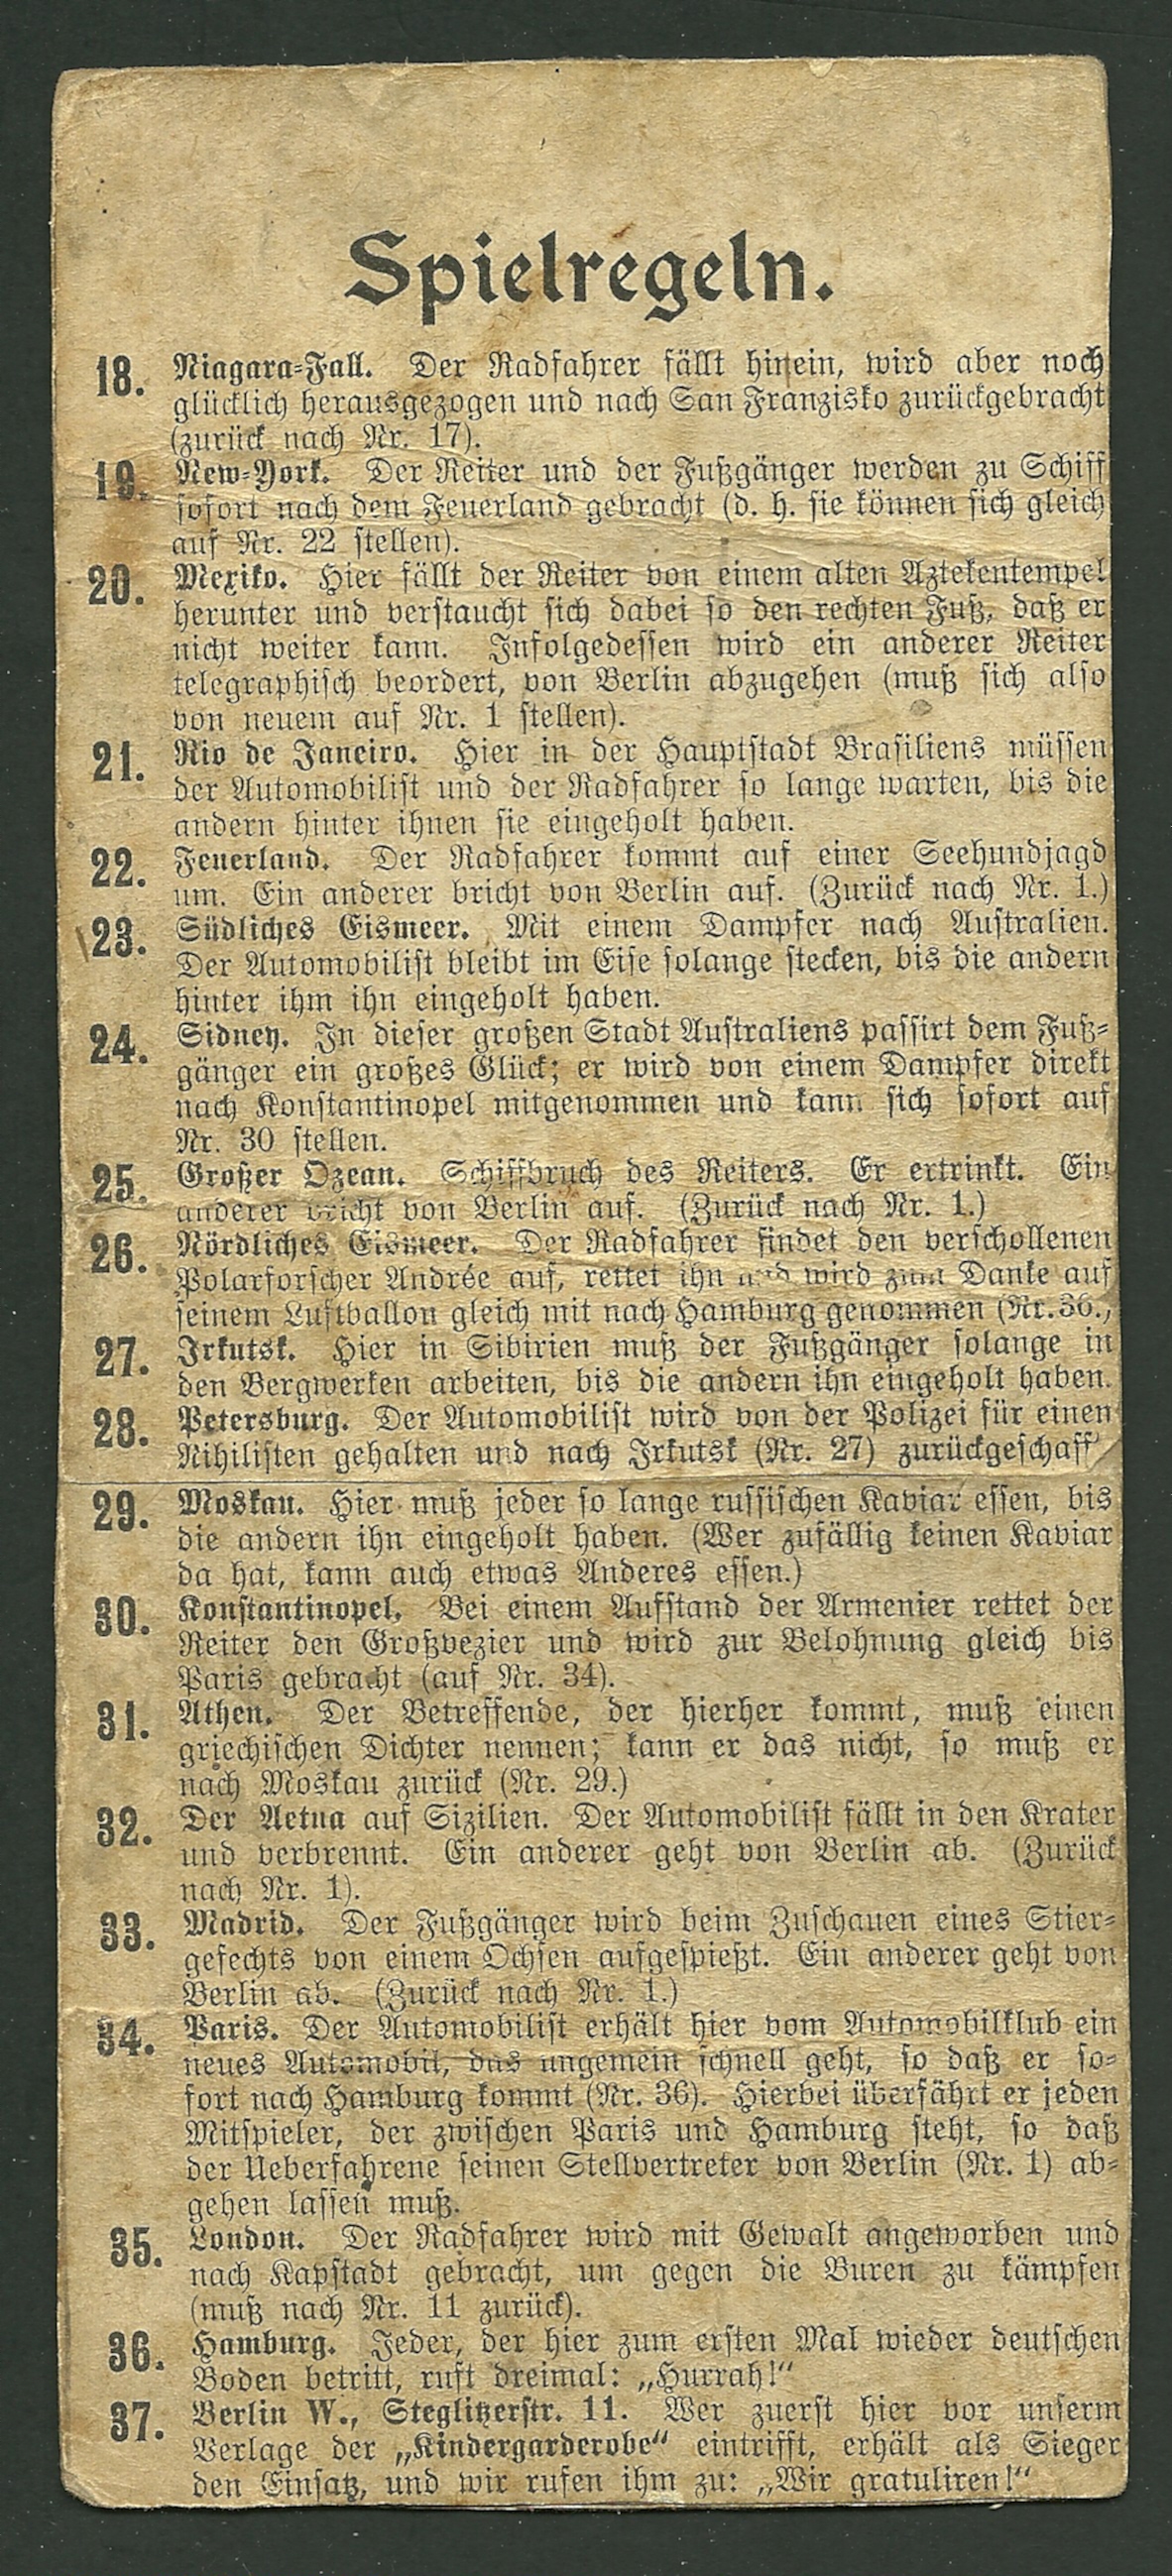 Spielregeln.
18. Niagara-Fall. Der Radfahrer fällt hinein, wird aber noch
glücklich herausgezogen und nach San Franzisko zurückgebracht
(zurück nach Nr. 17).
19. New-York. Der Reiter und der Fußgänger werden zu Schiff
sofort nach dem Feuerland gebracht (d. h. sie können sich gleich
auf Nr. 22 stellen).
20. Mexiko. Hier fällt der Reiter von einem alten Aztekentempel
herunter und verstaucht sich dabei so den rechten Fuß, daß er
nicht weiter kann. Infolgedessen wird ein anderer Reiter
telegraphisch beordert, von Berlin abzugehen (muß sich also
von neuem auf Nr. 1 stellen).
21. Rio de Janeiro. Hier in der Hauptstadt Brasiliens müssen
der Automobilist und der Radfahrer so lange warten, bis die
andern hinter ihnen sie eingeholt haben.
22. Feuerland. Der Radfahrer kommt auf einer Seehundjagd
um. Ein anderer bricht von Berlin auf. (Zurück nach Nr. 1.)
23. Südliches Eismeer. Mit einem Dampfer nach Australien.
Der Automobilist bleibt im Eise solange stecken, bis die andern
hinter ihm ihn eingeholt haben.
24. Sidney. In dieser großen Stadt Australiens passirt dem Fuß-
gänger ein großes Glück; er wird von einem Dampfer direkt
nach Konstantinopel mitgenommen und kann sich sofort auf
Nr. 30 stellen.
25. Großer Ozean. Schiffbruch des Reiters. Er ertrinkt. Ein
anderer bricht von Berlin auf. (Zurück nach Nr. 1.)
26. Nördliches Eismeer. Der Radfahrer findet den verschollenen
Polarforscher Andrée auf, rettet ihn und wird zum Danke auf
seinem Luftballon gleich mit nach Hamburg genommen (Nr. 36.)
27. Irkutsk. Hier in Sibirien muß der Fußgänger solange in
den Bergwerken arbeiten, bis die andern ihn eingeholt haben.
28. Petersburg. Der Automobilist wird von der Polizei für einen
Nihilisten gehalten und nach Irkutsk (Nr. 27) zurückgeschaff
29. Moskau. Hier muß jeder so lange russischen Kaviar essen, bis
die andern ihn eingeholt haben. (Wer zufällig keinen Kaviar
da hat, kann auch etwas Anderes essen.)
30. Konstantinopel. Bei einem Aufstand der Armenier rettet der
Reiter den Großvezier und wird zur Belohnung gleich bis
Paris gebracht (auf Nr. 34).
31. Athen. Der Betreffende, der hierher kommt, muß einen
griechischen Dichter nennen; kann er das nicht, so muß er
nach Moskau zurück (Nr. 29.)
32. Der Aetna auf Sizilien. Der Automobilist fällt in den Krater
und verbrennt. Ein anderer geht von Berlin ab. (Zurück
nach Nr. 1).
33. Madrid. Der Fußgänger wird beim Zuschauen eines Stier-
gefechts von einem Ochsen aufgespießt. Ein anderer geht von
Berlin ab. (Zurück nach Nr. 1.)
34. Paris. Der Automobilist erhält hier vom Automobilklub ein
neues Automobil, das ungemein schnell geht, so daß er so-
fort nach Hamburg kommt (Nr. 36). Hierbei überfährt er jeden
Mitspieler, der zwischen Paris und Hamburg steht, so daß
der Ueberfahrene seinen Stellvertreter von Berlin (Nr. 1) ab-
gehen lassen muß.
35. London. Der Radfahrer wird mit Gewalt angeworben und
nach Kapstadt gebracht, um gegen die Buren zu kämpfen
(muß nach Nr. 11 zurück).
36. Hamburg. Jeder, der hier zum ersten Mal wieder deutschen
Boden betritt, ruft dreimal: „Hurrah!“
37. Berlin W., Steglitzerstr. 11. Wer zuerst hier vor unserm
Verlage der „Kindergarderobe“ eintrifft, erhält als Sieger
den Einsatz, und wir rufen ihm zu: „Wir gratuliren!“